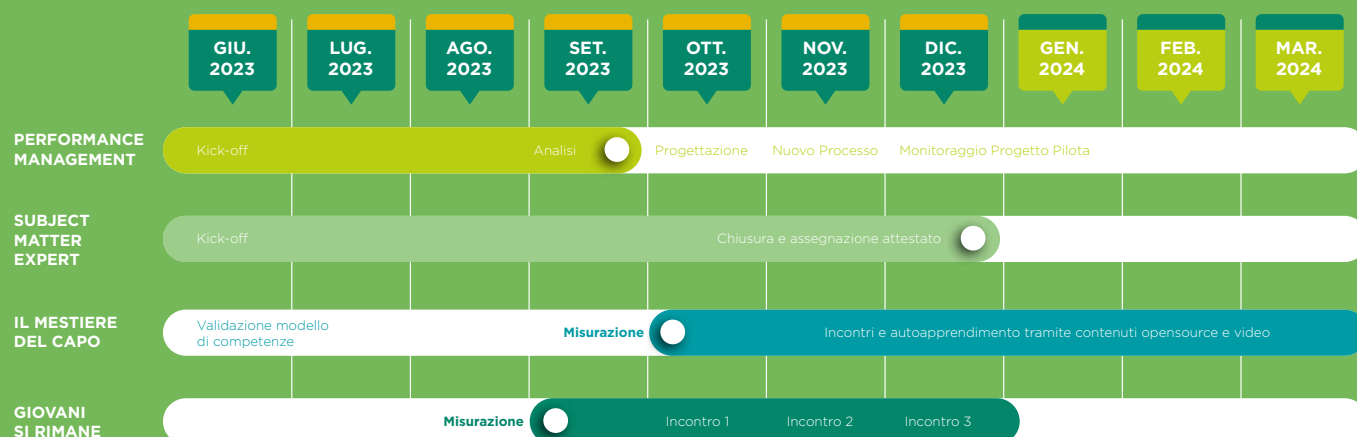 GIU.
2023
LUG.
2023
AGO.
2023
SET.
2023
OTT.
2023
NOV.
2023
DIC.
2023
GEN.
2024
FEB.
2024
MAR.
2024
PERFORMANCE
MANAGEMENT
Kick-off
Analisi
Progettazione
Nuovo Processo
Monitoraggio Progetto Pilota
SUBJECT
MATTER
EXPERT
Kick-off
Chiusura e assegnazione attestato
IL MESTIERE
DEL CAPO
Validazione modello
di competenze
Misurazione
Incontri e autoapprendimento tramite contenuti opensource e video
GIOVANI
SI RIMANE
Misurazione
Incontro 1
Incontro 2
Incontro 3